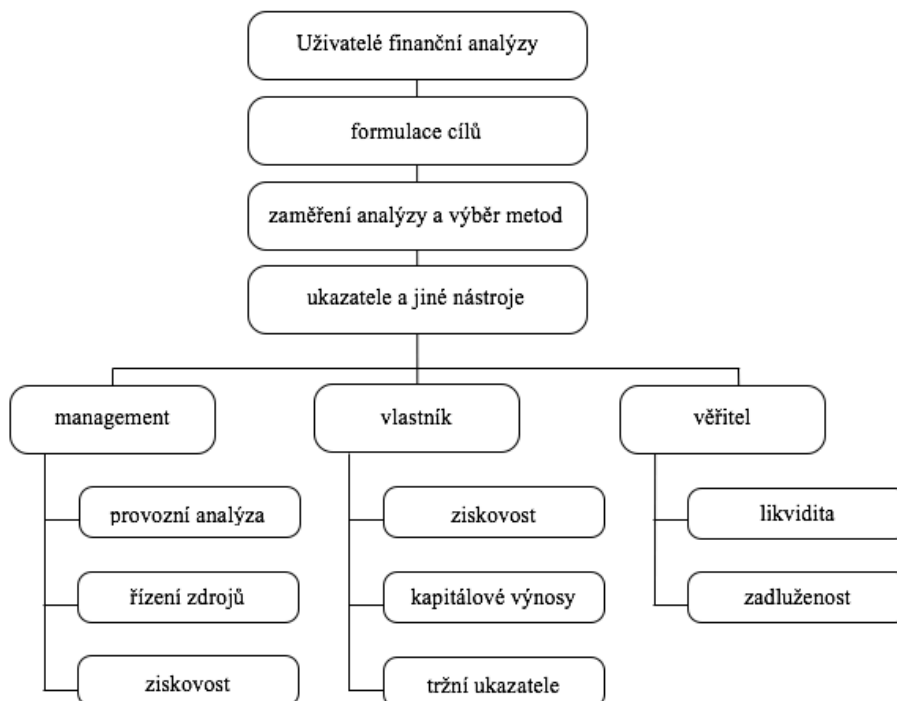 Uživatelé finanční analýzy
formulace cílů
zaměření analýzy a výběr metod
ukazatele a jiné nástroje
management
vlastník
věřitel
provozní analýza
ziskovost
likvidita
řízení zdrojů
kapitálové výnosy
zadluženost
ziskovost
tržní ukazatele